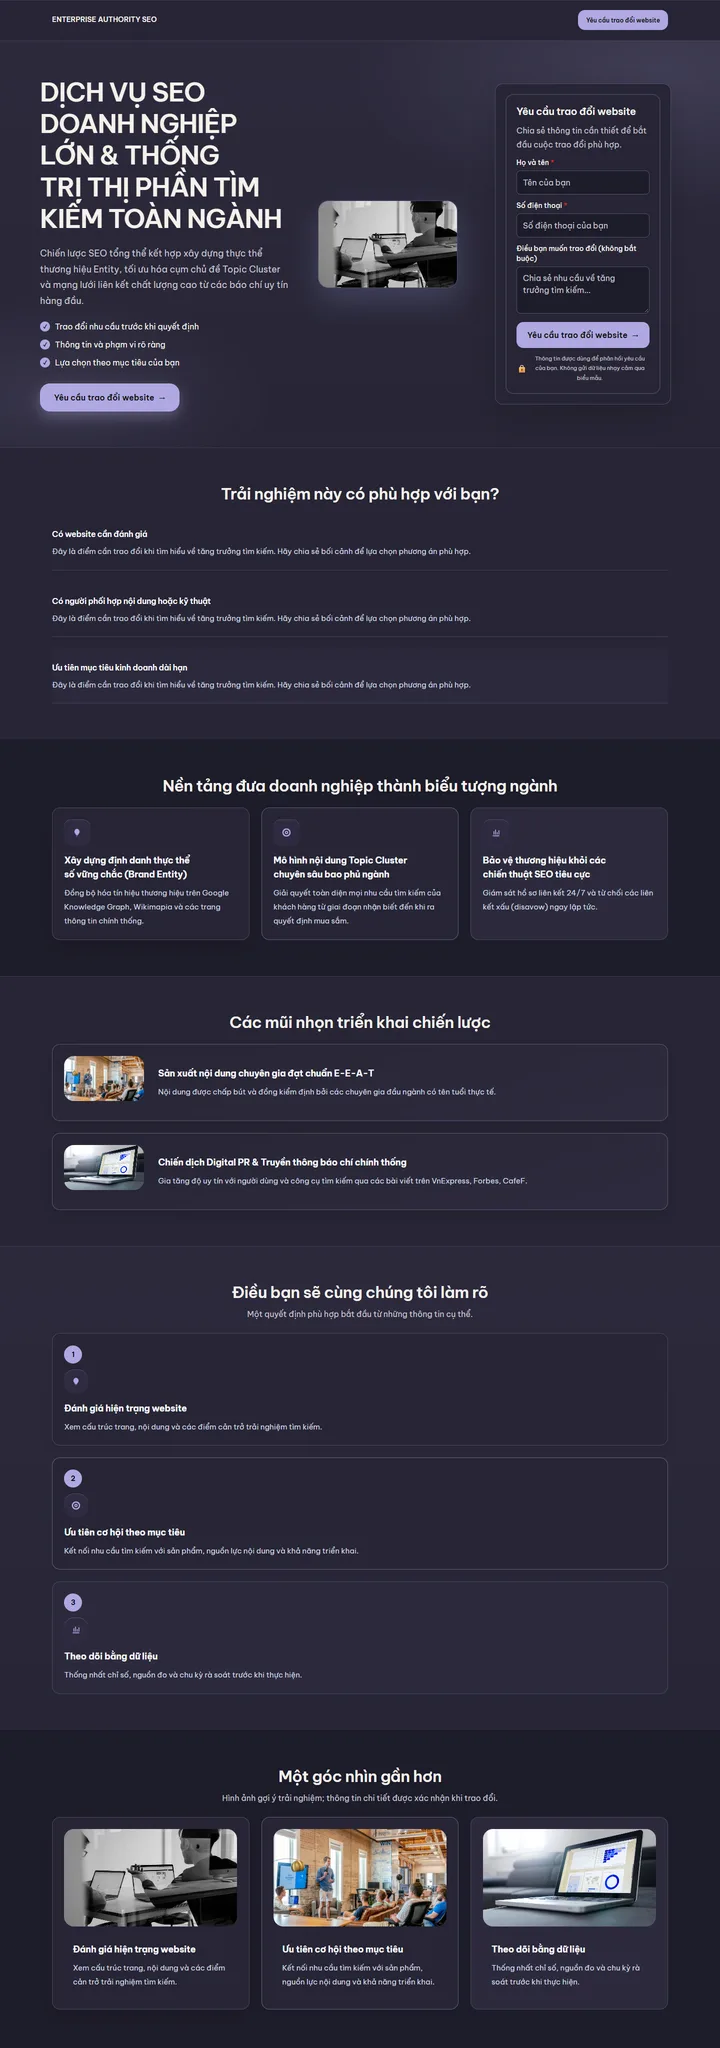 ENTERPRISE AUTHORITY SEO
Yêu cầu trao đổi website
DỊCH VỤ SEO
DOANH NGHIỆP
LỚN & THỐNG
TRỊ THỊ PHẦN TÌM
KIẾM TOÀN NGÀNH
Chiến lược SEO tổng thể kết hợp xây dựng thực thể
thương hiệu Entity, tối ưu hóa cụm chủ đề Topic Cluster
và mạng lưới liên kết chất lượng cao từ các báo chí uy tín
hàng đầu.
Trao đổi nhu cầu trước khi quyết định
Thông tin và phạm vi rõ ràng
Lựa chọn theo mục tiêu của bạn
Yêu cầu trao đổi website →
Yêu cầu trao đổi website
Chia sẻ thông tin cần thiết để bắt
đầu cuộc trao đổi phù hợp.
Họ và tên *
Tên của bạn
Số điện thoại *
Số điện thoại của bạn
Điều bạn muốn trao đổi (không bắt
buộc)
Chia sẻ nhu cầu về tăng
trưởng tìm kiếm...
Yêu cầu trao đổi website →
Thông tin được dùng để phản hồi yêu cầu
của bạn. Không gửi dữ liệu nhạy cảm qua
biểu mẫu.
Trải nghiệm này có phù hợp với bạn?
Có website cần đánh giá
Đây là điểm cần trao đổi khi tìm hiểu về tăng trưởng tìm kiếm. Hãy chia sẻ bối cảnh để lựa chọn phương án phù hợp.
Có người phối hợp nội dung hoặc kỹ thuật
Đây là điểm cần trao đổi khi tìm hiểu về tăng trưởng tìm kiếm. Hãy chia sẻ bối cảnh để lựa chọn phương án phù hợp.
Ưu tiên mục tiêu kinh doanh dài hạn
Đây là điểm cần trao đổi khi tìm hiểu về tăng trưởng tìm kiếm. Hãy chia sẻ bối cảnh để lựa chọn phương án phù hợp.
Nền tảng đưa doanh nghiệp thành biểu tượng ngành
Xây dựng định danh thực thể
số vững chắc (Brand Entity)
Đồng bộ hóa tín hiệu thương hiệu trên Google
Knowledge Graph, Wikimapia và các trang
thông tin chính thống.
Mô hình nội dung Topic Cluster
chuyên sâu bao phủ ngành
Giải quyết toàn diện mọi nhu cầu tìm kiếm của
khách hàng từ giai đoạn nhận biết đến khi ra
quyết định mua sắm.
Bảo vệ thương hiệu khỏi các
chiến thuật SEO tiêu cực
Giám sát hồ sơ liên kết 24/7 và từ chối các liên
kết xấu (disavow) ngay lập tức.
Các mũi nhọn triển khai chiến lược
Sản xuất nội dung chuyên gia đạt chuẩn E-E-A-T
Nội dung được chấp bút và đồng kiểm định bởi các chuyên gia đầu ngành có tên tuổi thực tế.
Chiến dịch Digital PR & Truyền thông báo chí chính thống
Gia tăng độ uy tín với người dùng và công cụ tìm kiếm qua các bài viết trên VnExpress, Forbes, CafeF.
Điều bạn sẽ cùng chúng tôi làm rõ
Một quyết định phù hợp bắt đầu từ những thông tin cụ thể.
1
Đánh giá hiện trạng website
Xem cấu trúc trang, nội dung và các điểm cản trở trải nghiệm tìm kiếm.
2
Ưu tiên cơ hội theo mục tiêu
Kết nối nhu cầu tìm kiếm với sản phẩm, nguồn lực nội dung và khả năng triển khai.
3
Theo dõi bằng dữ liệu
Thống nhất chỉ số, nguồn đo và chu kỳ rà soát trước khi thực hiện.
Một góc nhìn gần hơn
Hình ảnh gợi ý trải nghiệm; thông tin chi tiết được xác nhận khi trao đổi.
Đánh giá hiện trạng website
Xem cấu trúc trang, nội dung và các điểm
cản trở trải nghiệm tìm kiếm.
Ưu tiên cơ hội theo mục tiêu
Kết nối nhu cầu tìm kiếm với sản phẩm,
nguồn lực nội dung và khả năng triển khai.
Theo dõi bằng dữ liệu
Thống nhất chỉ số, nguồn đo và chu kỳ rà
soát trước khi thực hiện.